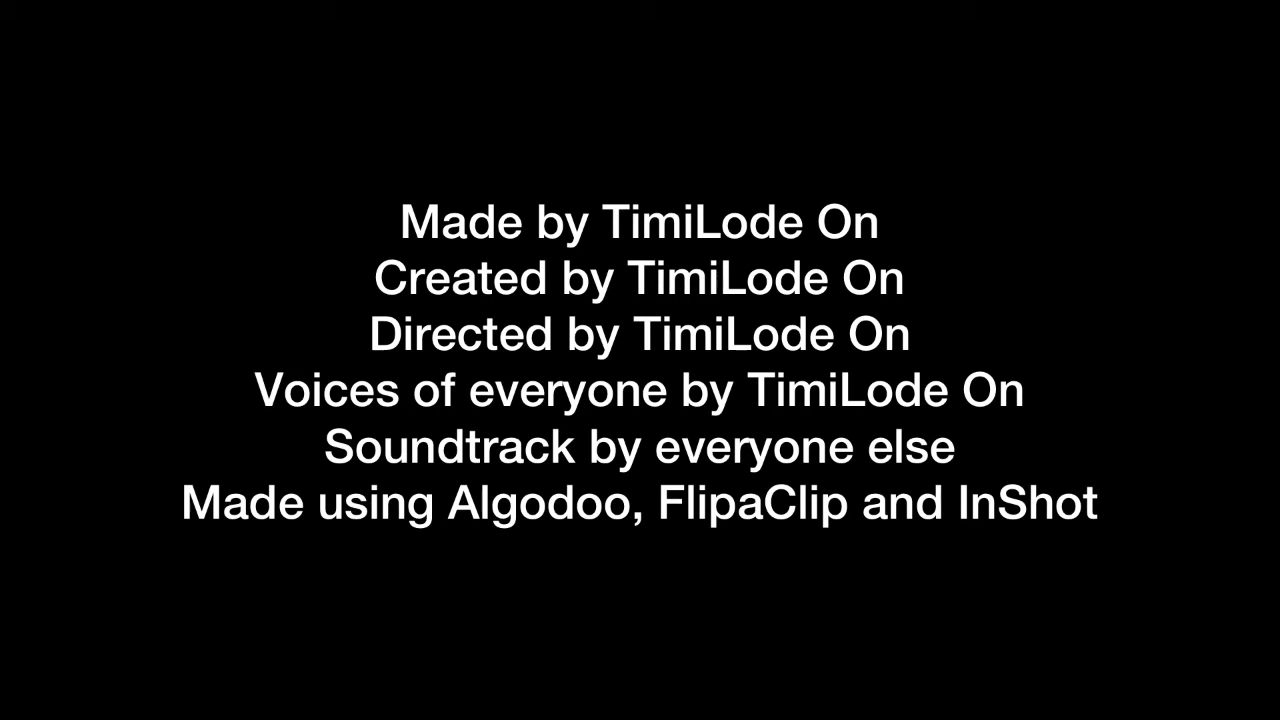 Made by TimiLode On
Created by TimiLode On
Directed by TimiLode On
Voices of everyone by TimiLode On
Soundtrack by everyone else
Made using Algodoo, FlipaClip and InShot